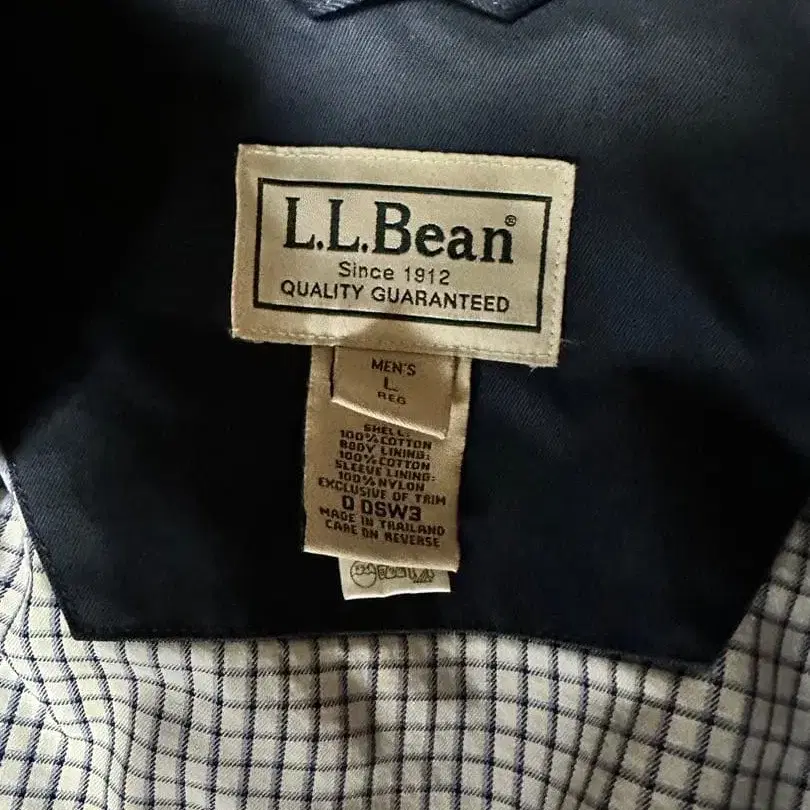 L.L.Bean®
Since 1912
QUALITY GUARANTEED
MEN'S
L
REG
SHELL:
100% COTTON
BODY LINING:
100% COTTON
SLEEVE LINING:
100% NYLON
EXCLUSIVE OF TRIM
0 DSW3
MADE IN THAILAND
CARE ON REVERSE